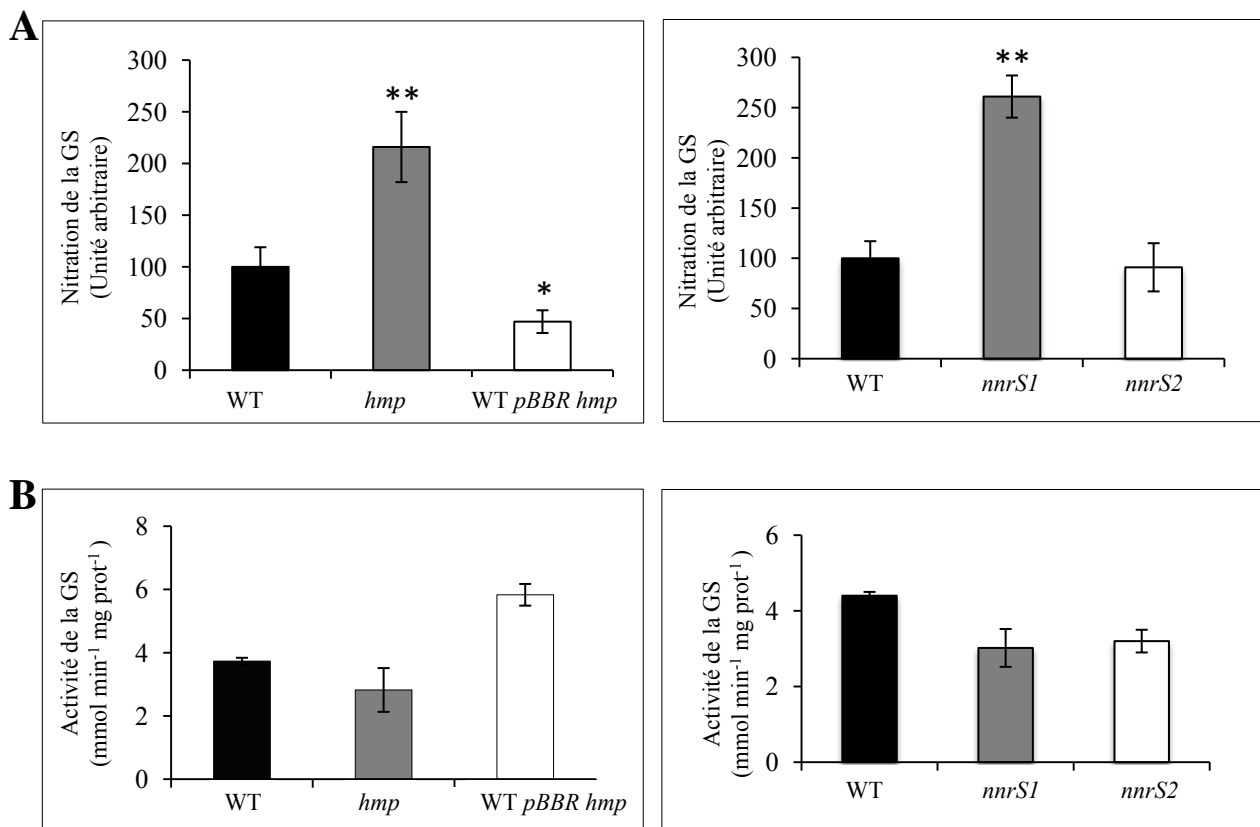 A
Nitration de la GS
(Unité arbitraire)
300
250
200
150
100
50
0
**
*
WT
hmp
WT pBBR hmp
Nitration de la GS
(Unité arbitraire)
300
250
200
150
100
50
0
**
WT
nnrS1
nnrS2
B
Activité de la GS
(mmol min⁻¹ mg prot⁻¹ )
8
6
4
2
0
WT
hmp
WT pBBR hmp
Activité de la GS
(mmol min⁻¹ mg prot⁻¹ )
6
4
2
0
WT
nnrS1
nnrS2